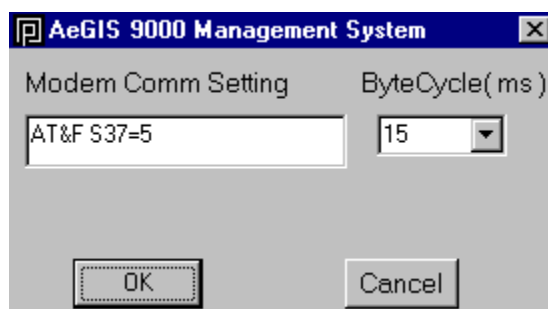 AeGIS 9000 Management System
Modem Comm Setting ByteCycle( ms )
AT&F S37=5 15
OK Cancel